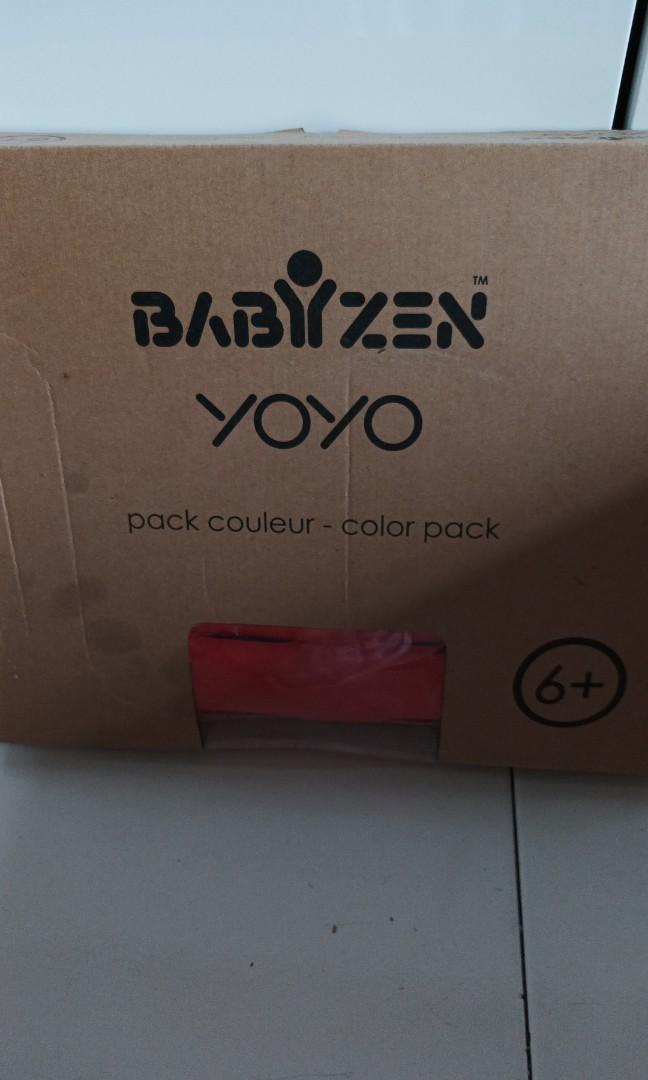 BABYZEN™
YOYO
pack couleur - color pack
6+